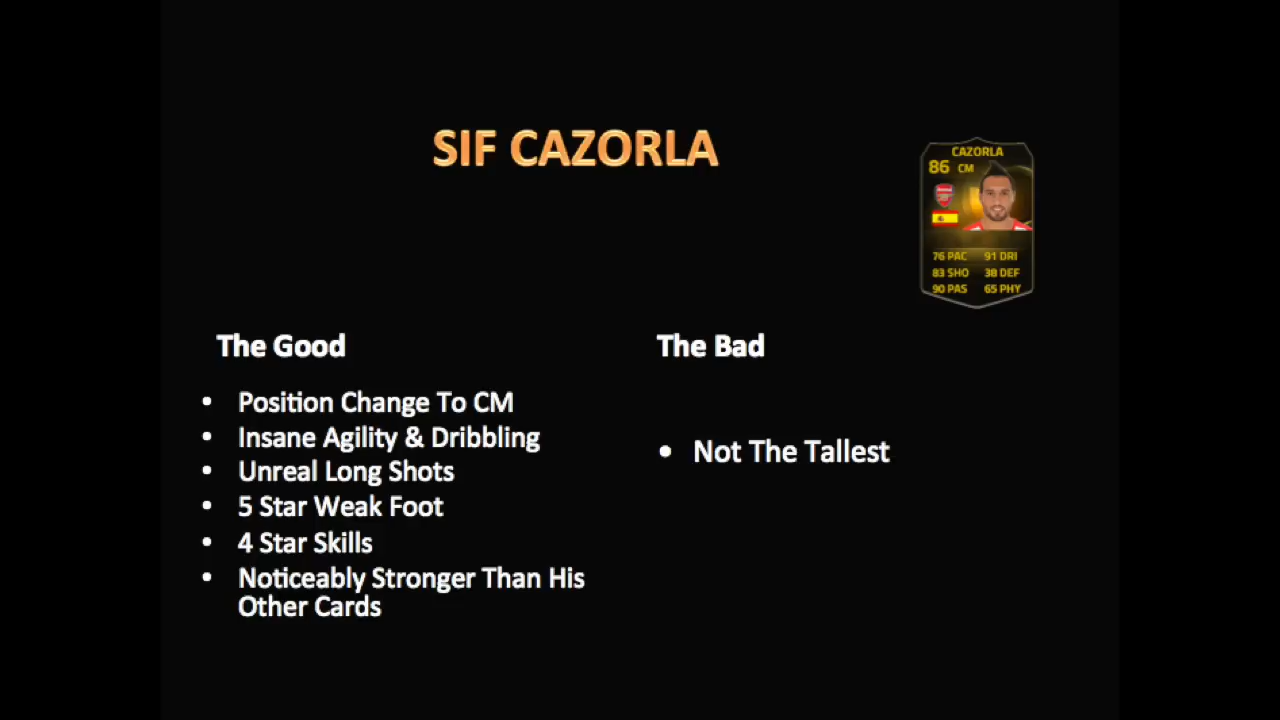 SIF CAZORLA
CAZORLA
86 CM
76 PAC 91 DRI
83 SHO 38 DEF
90 PAS 65 PHY
The Good
• Position Change To CM
• Insane Agility & Dribbling
• Unreal Long Shots
• 5 Star Weak Foot
• 4 Star Skills
• Noticeably Stronger Than His
Other Cards
The Bad
• Not The Tallest